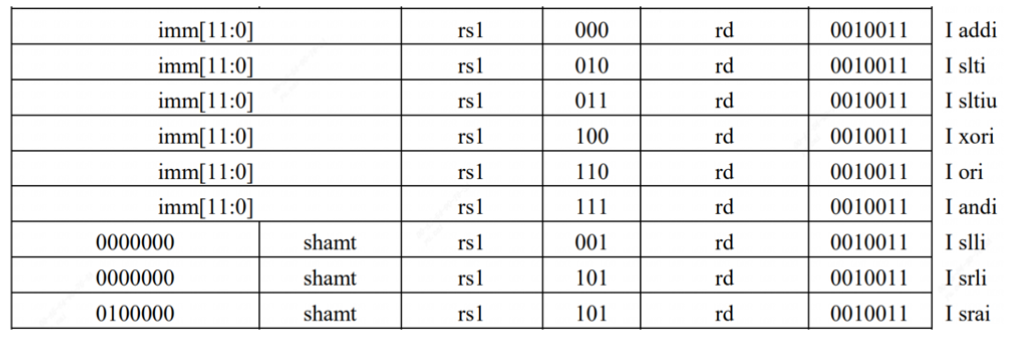 imm[11:0] rs1 000 rd 0010011 I addi
imm[11:0] rs1 010 rd 0010011 I slti
imm[11:0] rs1 011 rd 0010011 I sltiu
imm[11:0] rs1 100 rd 0010011 I xori
imm[11:0] rs1 110 rd 0010011 I ori
imm[11:0] rs1 111 rd 0010011 I andi
0000000 shamt rs1 001 rd 0010011 I slli
0000000 shamt rs1 101 rd 0010011 I srli
0100000 shamt rs1 101 rd 0010011 I srai